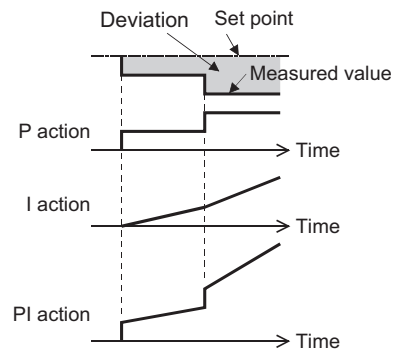 Deviation
Set point
Measured value
P action
Time
I action
Time
PI action
Time